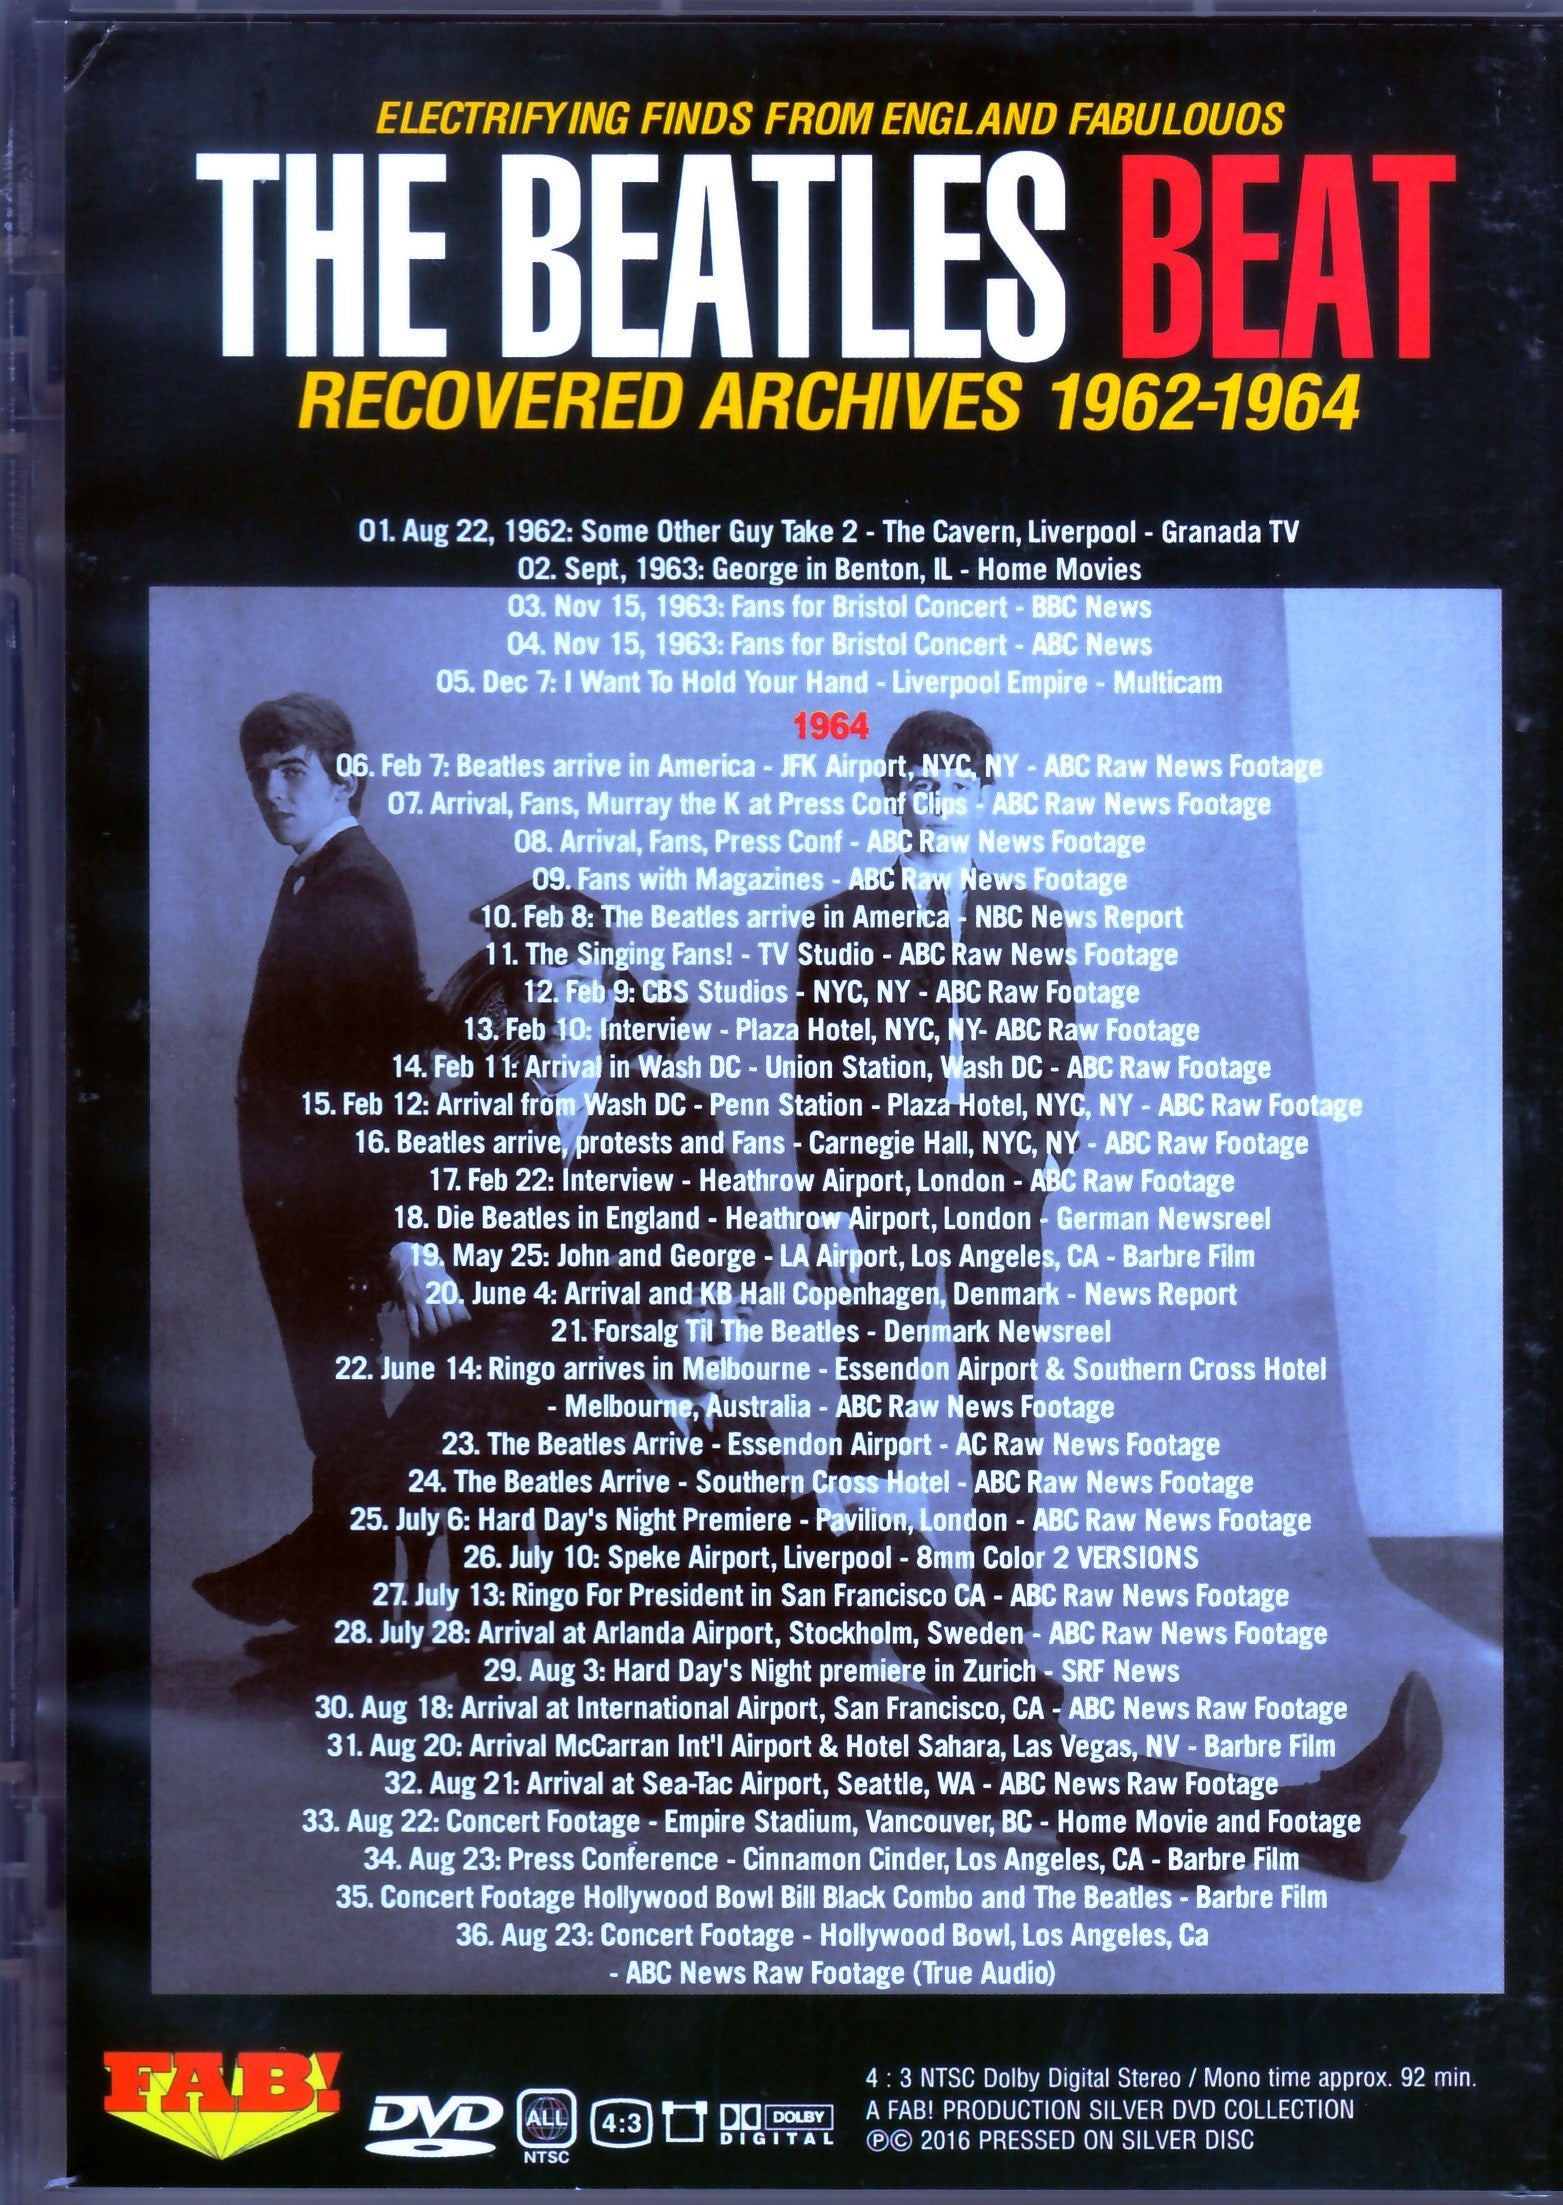 ELECTRIFYING FINDS FROM ENGLAND FABULOUOS
THE BEATLES BEAT
RECOVERED ARCHIVES 1962-1964
01. Aug 22, 1962: Some Other Guy Take 2 - The Cavern, Liverpool - Granada TV
02. Sept, 1963: George in Benton, IL - Home Movies
03. Nov 15, 1963: Fans for Bristol Concert - BBC News
04. Nov 15, 1963: Fans for Bristol Concert - ABC News
05. Dec 7: I Want To Hold Your Hand - Liverpool Empire - Multicam
1964
06. Feb 7: Beatles arrive in America - JFK Airport, NYC, NY - ABC Raw News Footage
07. Arrival, Fans, Murray the K at Press Conf Clips - ABC Raw News Footage
08. Arrival, Fans, Press Conf - ABC Raw News Footage
09. Fans with Magazines - ABC Raw News Footage
10. Feb 8: The Beatles arrive in America - NBC News Report
11. The Singing Fans! - TV Studio - ABC Raw News Footage
12. Feb 9: CBS Studios - NYC, NY - ABC Raw Footage
13. Feb 10: Interview - Plaza Hotel, NYC, NY- ABC Raw Footage
14. Feb 11: Arrival in Wash DC - Union Station, Wash DC - ABC Raw Footage
15. Feb 12: Arrival from Wash DC - Penn Station - Plaza Hotel, NYC, NY - ABC Raw Footage
16. Beatles arrive, protests and Fans - Carnegie Hall, NYC, NY - ABC Raw Footage
17. Feb 22: Interview - Heathrow Airport, London - ABC Raw Footage
18. Die Beatles in England - Heathrow Airport, London - German Newsreel
19. May 25: John and George - LA Airport, Los Angeles, CA - Barbre Film
20. June 4: Arrival and KB Hall Copenhagen, Denmark - News Report
21. Forsalg Til The Beatles - Denmark Newsreel
22. June 14: Ringo arrives in Melbourne - Essendon Airport & Southern Cross Hotel
- Melbourne, Australia - ABC Raw News Footage
23. The Beatles Arrive - Essendon Airport - AC Raw News Footage
24. The Beatles Arrive - Southern Cross Hotel - ABC Raw News Footage
25. July 6: Hard Day's Night Premiere - Pavilion, London - ABC Raw News Footage
26. July 10: Speke Airport, Liverpool - 8mm Color 2 VERSIONS
27. July 13: Ringo For President in San Francisco CA - ABC Raw News Footage
28. July 28: Arrival at Arlanda Airport, Stockholm, Sweden - ABC Raw News Footage
29. Aug 3: Hard Day's Night premiere in Zurich - SRF News
30. Aug 18: Arrival at International Airport, San Francisco, CA - ABC News Raw Footage
31. Aug 20: Arrival McCarran Int'l Airport & Hotel Sahara, Las Vegas, NV - Barbre Film
32. Aug 21: Arrival at Sea-Tac Airport, Seattle, WA - ABC News Raw Footage
33. Aug 22: Concert Footage - Empire Stadium, Vancouver, BC - Home Movie and Footage
34. Aug 23: Press Conference - Cinnamon Cinder, Los Angeles, CA - Barbre Film
35. Concert Footage Hollywood Bowl Bill Black Combo and The Beatles - Barbre Film
36. Aug 23: Concert Footage - Hollywood Bowl, Los Angeles, Ca
- ABC News Raw Footage (True Audio)
FAB!
DVD
ALL
NTSC
4:3
DOLBY
DIGITAL
4 : 3 NTSC Dolby Digital Stereo / Mono time approx. 92 min.
A FAB! PRODUCTION SILVER DVD COLLECTION
℗© 2016 PRESSED ON SILVER DISC